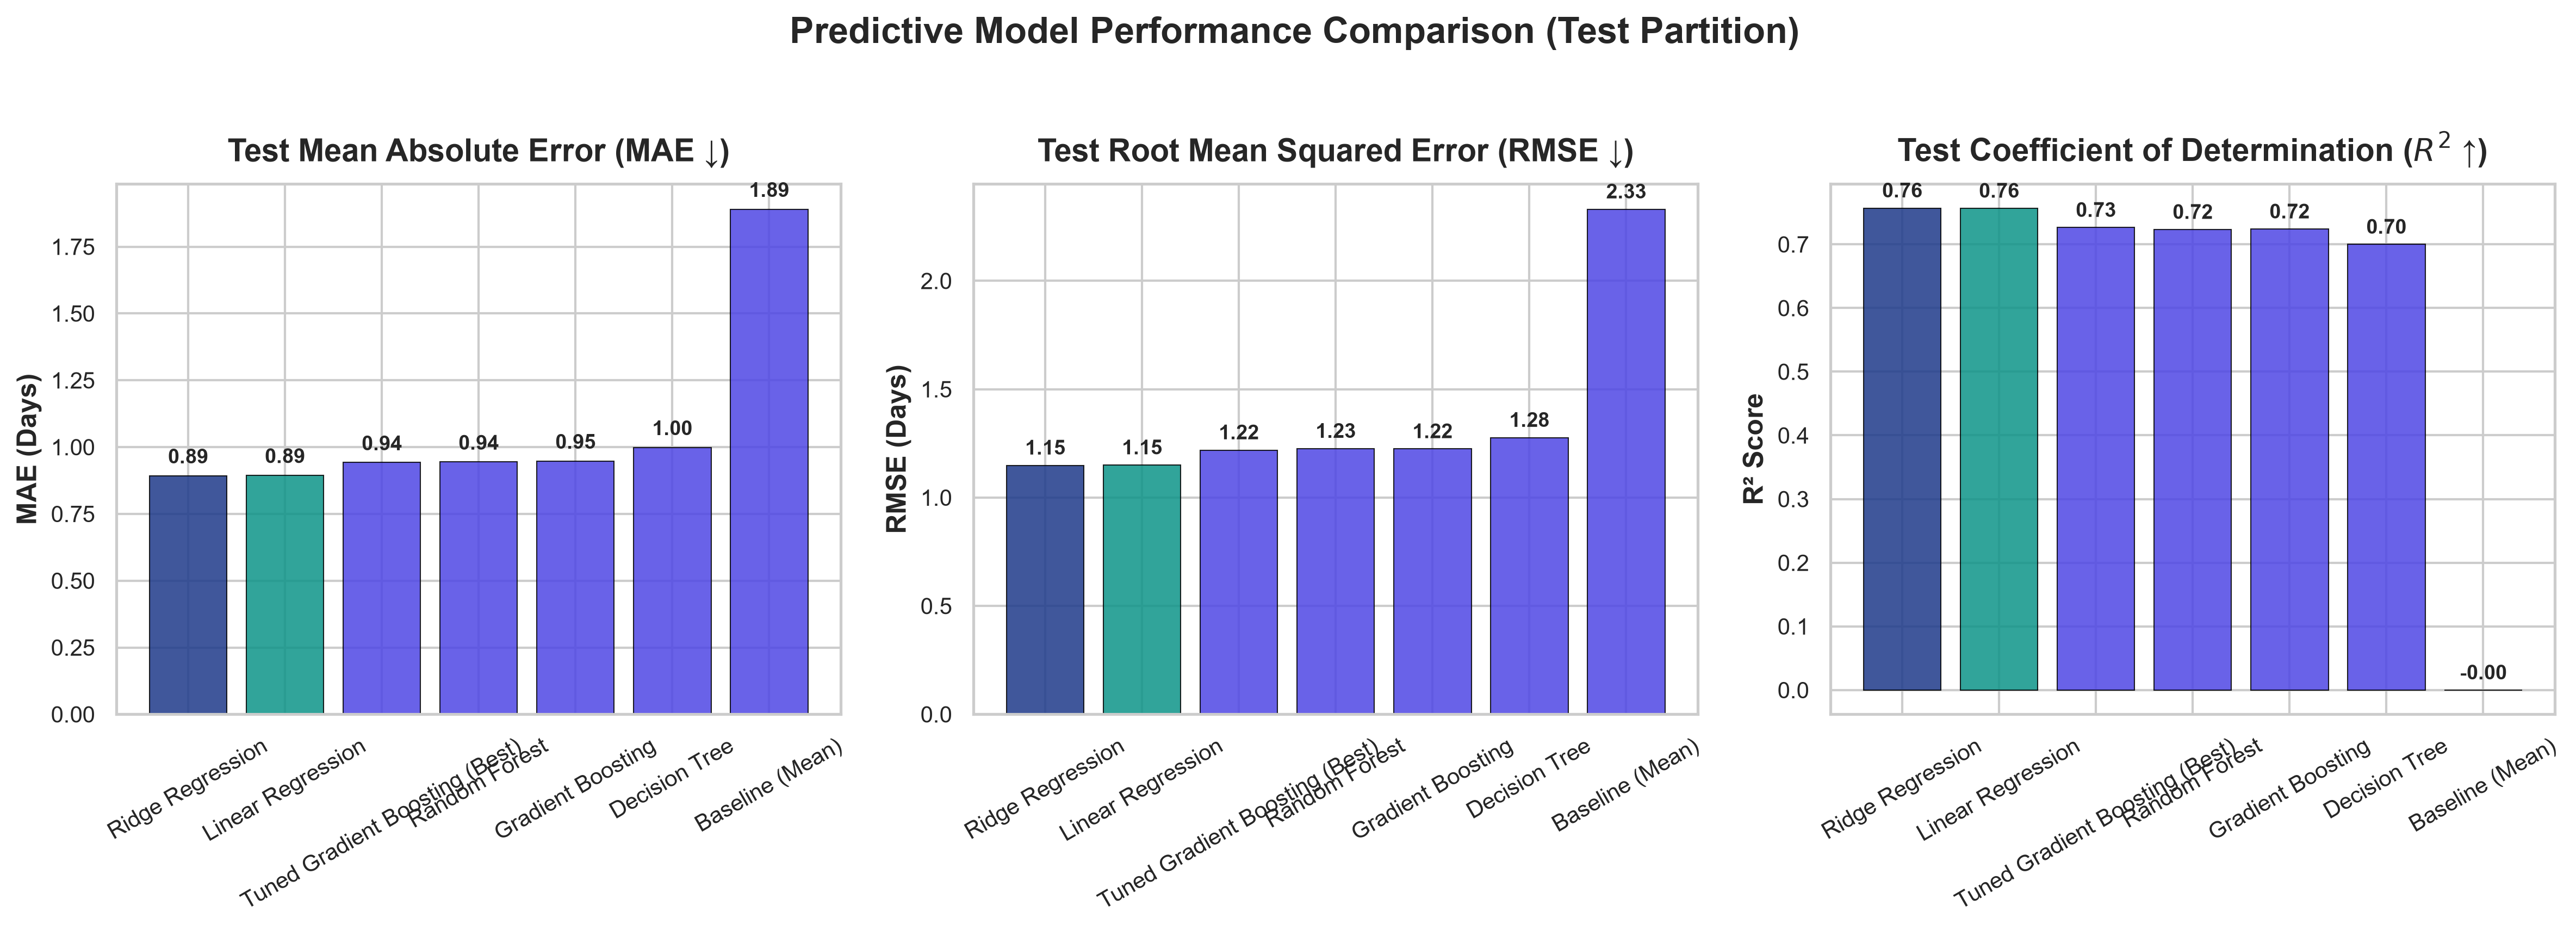 Predictive Model Performance Comparison (Test Partition)
Test Mean Absolute Error (MAE ↓)
MAE (Days)
1.75
1.50
1.25
1.00
0.75
0.50
0.25
0.00
0.89
0.89
0.94
0.94
0.95
1.00
1.89
Ridge Regression
Linear Regression
Tuned Gradient Boosting (Best)
Random Forest
Gradient Boosting
Decision Tree
Baseline (Mean)
Test Root Mean Squared Error (RMSE ↓)
RMSE (Days)
2.0
1.5
1.0
0.5
0.0
1.15
1.15
1.22
1.23
1.22
1.28
2.33
Ridge Regression
Linear Regression
Tuned Gradient Boosting (Best)
Random Forest
Gradient Boosting
Decision Tree
Baseline (Mean)
Test Coefficient of Determination (R² ↑)
R² Score
0.7
0.6
0.5
0.4
0.3
0.2
0.1
0.0
0.76
0.76
0.73
0.72
0.72
0.70
-0.00
Ridge Regression
Linear Regression
Tuned Gradient Boosting (Best)
Random Forest
Gradient Boosting
Decision Tree
Baseline (Mean)